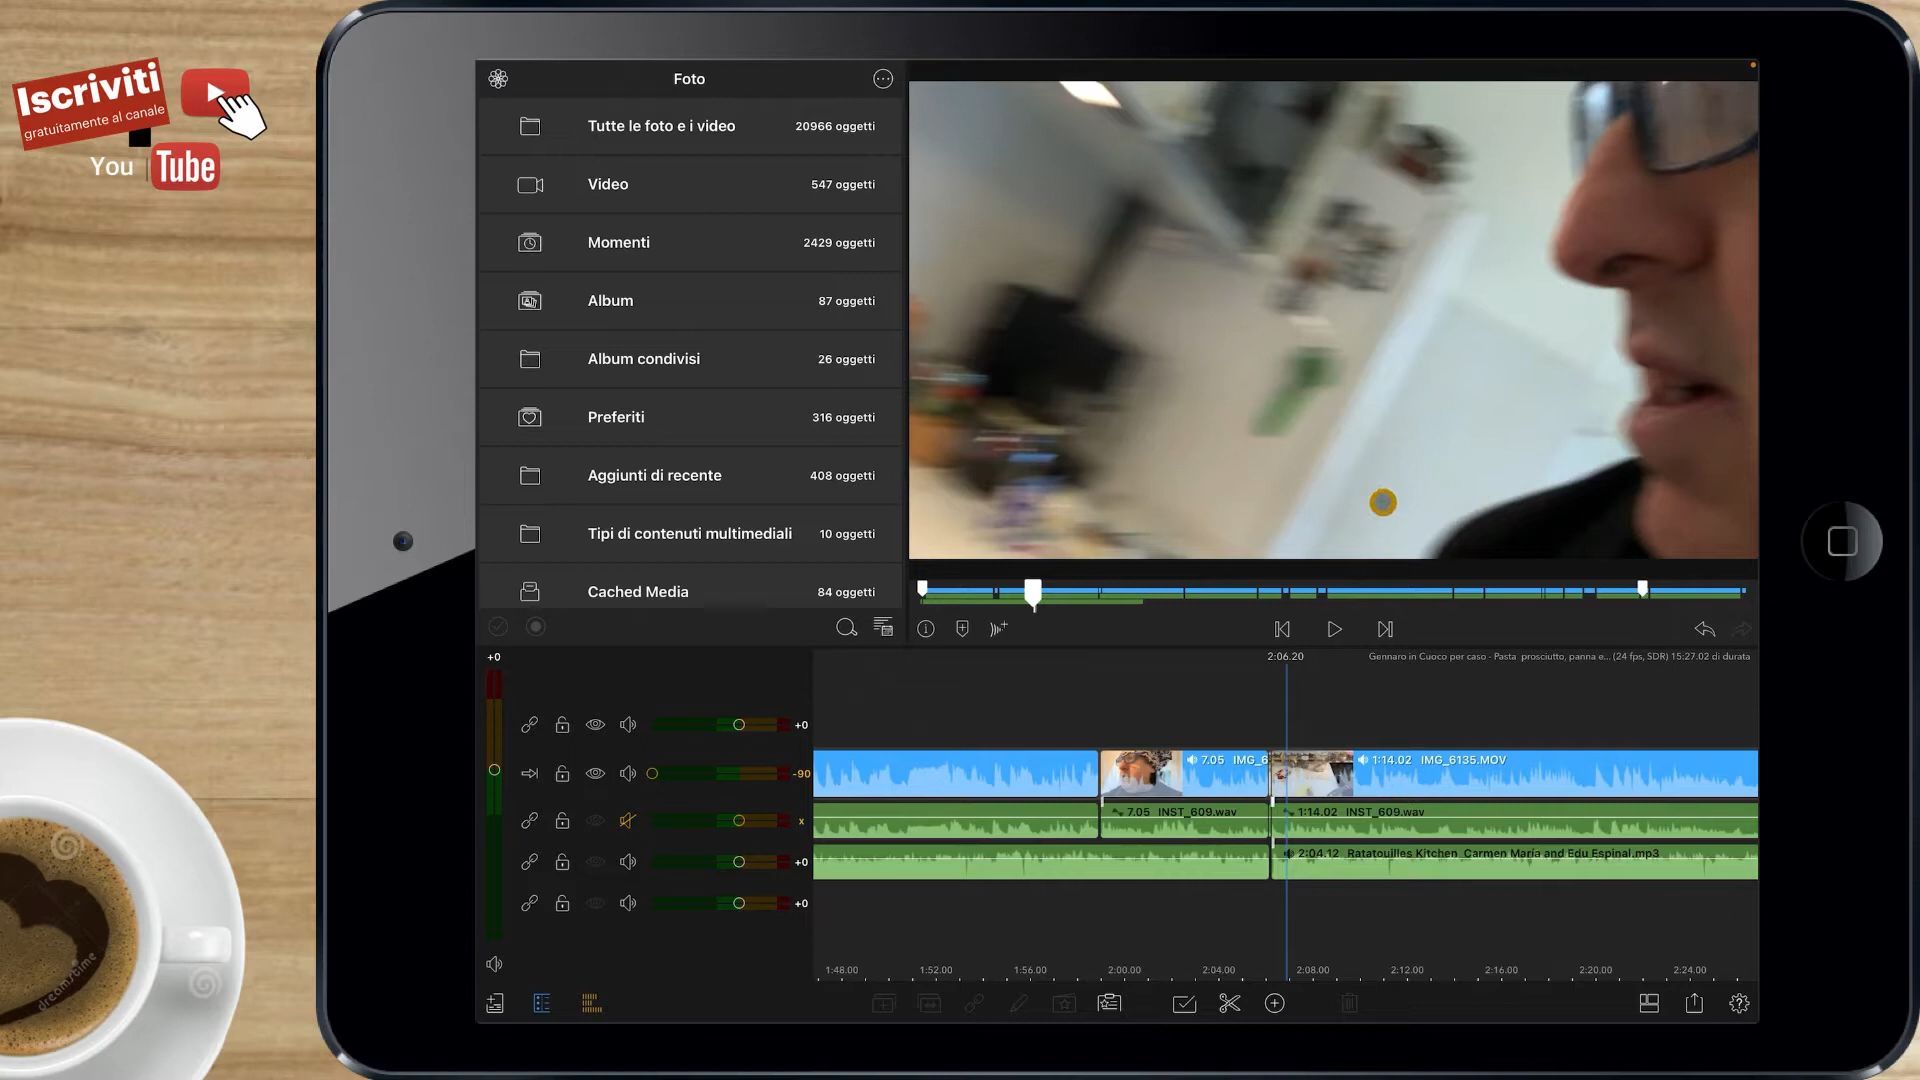 Iscriviti
gratuitamente al canale
You Tube
Foto
Tutte le foto e i video 20966 oggetti
Video 547 oggetti
Momenti 2429 oggetti
Album 87 oggetti
Album condivisi 26 oggetti
Preferiti 316 oggetti
Aggiunti di recente 408 oggetti
Tipi di contenuti multimediali 10 oggetti
Cached Media 84 oggetti
+0
2:06.20
Gennaro in Cuoco per caso - Pasta prosciutto, panna e... (24 fps, SDR) 15:27.02 di durata
+0
-90
7.05 IMG_6
1:14.02 IMG_6135.MOV
x
7.05 INST_609.wav
1:14.02 INST_609.wav
+0
2:04.12 Ratatouilles Kitchen Carmen María and Edu Espinal.mp3
+0
1:48.00 1:52.00 1:56.00 2:00.00 2:04.00 2:08.00 2:12.00 2:16.00 2:20.00 2:24.00
dreamstime